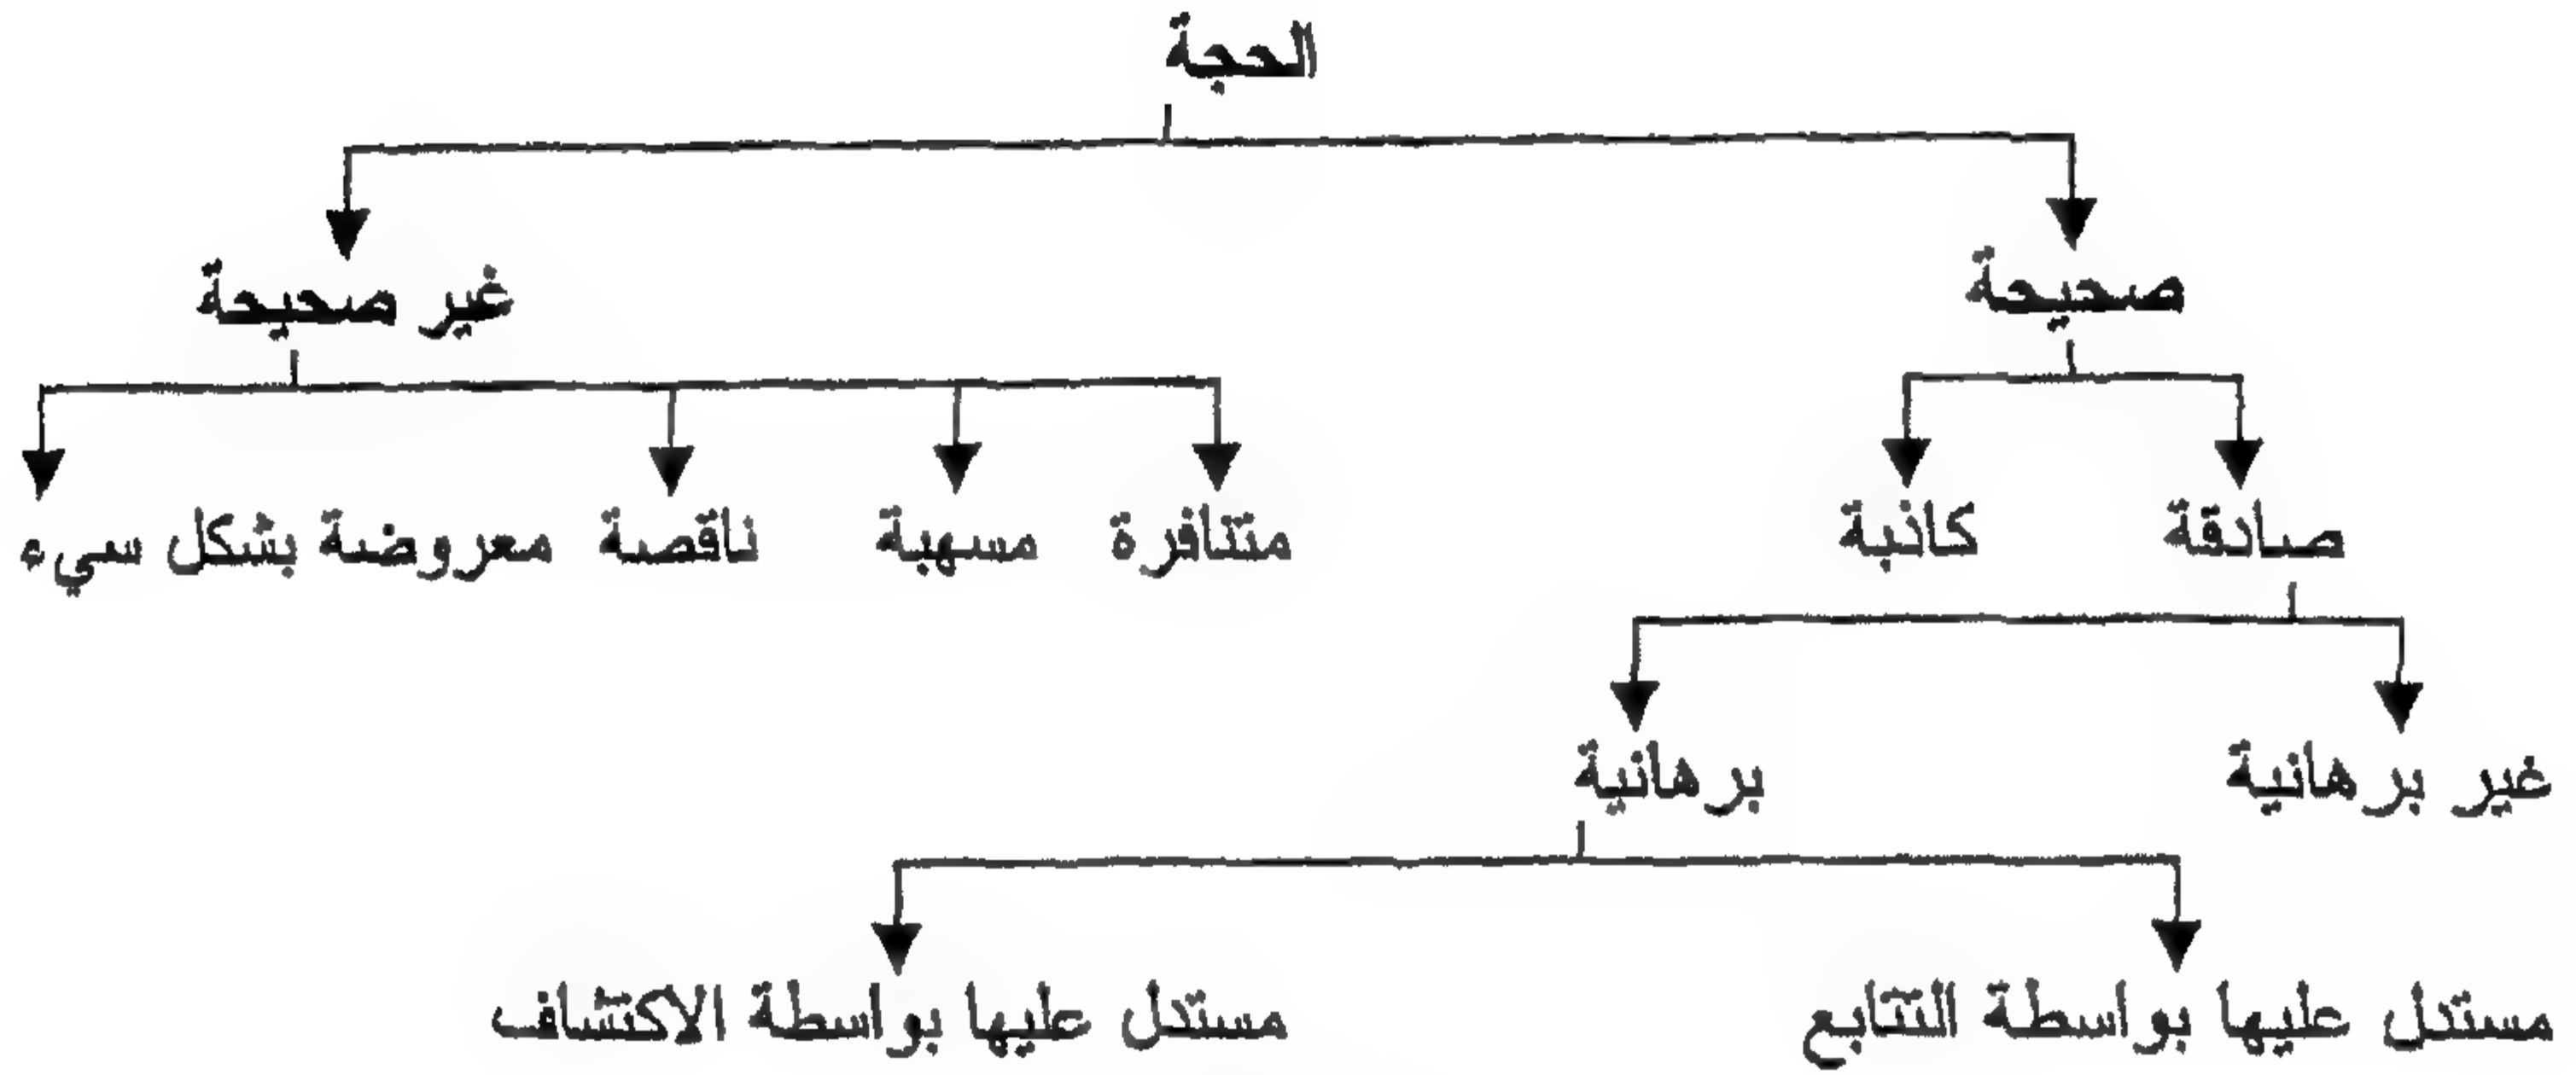 الحجة
صحيحة
غير صحيحة
صادقة
كاذبة
متنافرة
مسهبة
ناقصة
معروضة بشكل سيء
غير برهانية
برهانية
مستدل عليها بواسطة التتابع
مستدل عليها بواسطة الاكتشاف